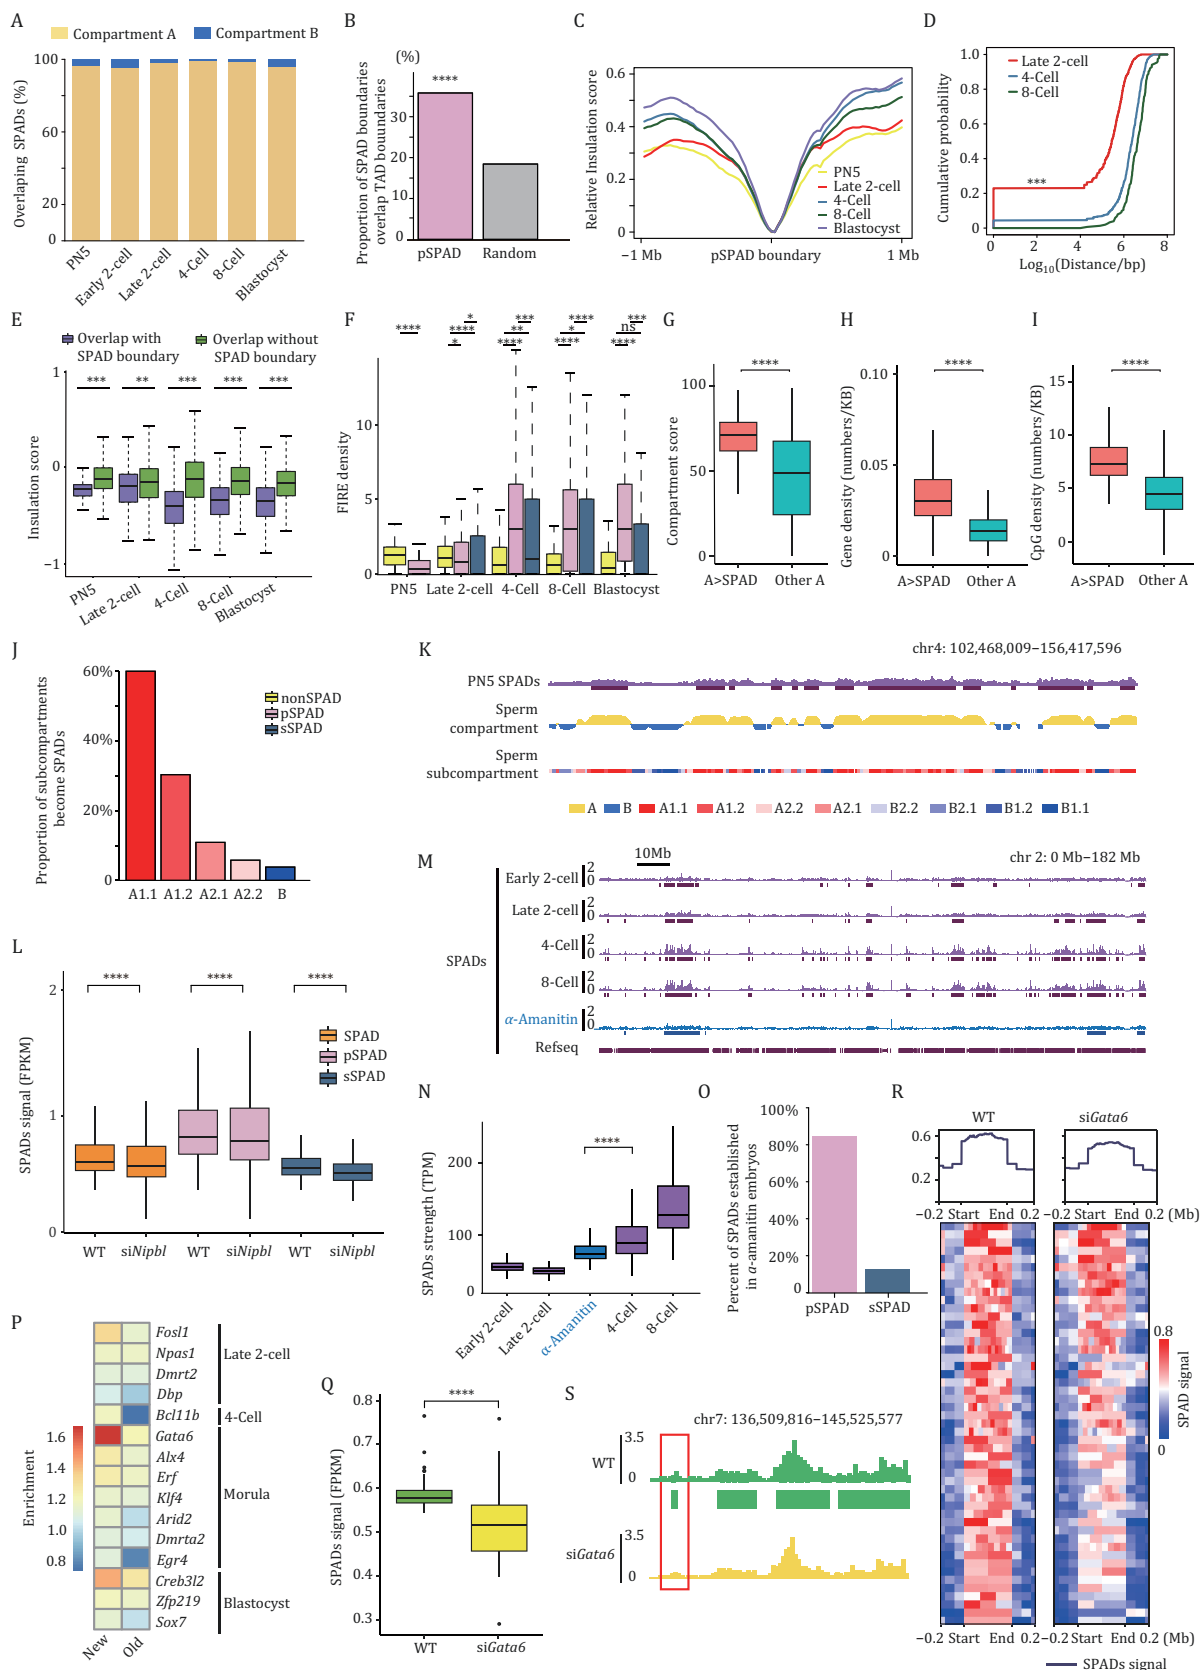 A
Compartment A
Compartment B
Overlaping SPADs (%)
100
80
60
40
20
0
PN5
Early 2-cell
Late 2-cell
4-Cell
8-Cell
Blastocyst
B
(%)
Proportion of SPAD boundaries
overlap TAD bouundaries
30
20
10
0
****
pSPAD
Random
C
Relative Insulation score
0.6
0.4
0.2
0
PN5
Late 2-cell
4-Cell
8-Cell
Blastocyst
−1 Mb
pSPAD boundary
1 Mb
D
Cumulative probability
1.0
0.8
0.6
0.4
0.2
0
Late 2-cell
4-Cell
8-Cell
***
0
2
4
6
8
Log10(Distance/bp)
E
Overlap with
SPAD boundary
Overlap without
SPAD boundary
Insulation score
1
−0
−1
***
**
***
***
***
PN5
Late 2-cell
4-Cell
8-Cell
Blastocyst
F
FIRE density
10
5
0
****
*
****
*
***
**
****
****
*
****
***
ns
****
PN5
Late 2-cell
4-Cell
8-Cell
Blastocyst
G
Compartment score
100
50
0
****
A>SPAD
Other A
H
Gene density (numbers/KB)
0.10
0.05
0
****
A>SPAD
Other A
I
CpG density (numbers/KB)
15
10
5
0
****
A>SPAD
Other A
J
Proportion of subcompartments
become SPADs
60%
40%
20%
0
nonSPAD
pSPAD
sSPAD
A1.1
A1.2
A2.1
A2.2
B
K
chr4: 102,468,009−156,417,596
PN5 SPADs
Sperm
compartment
Sperm
subcompartment
A
B
A1.1
A1.2
A2.2
A2.1
B2.2
B2.1
B1.2
B1.1
L
SPADs signal (FPKM)
2
1
0
****
****
****
SPAD
pSPAD
sSPAD
WT
siNipbl
WT
siNipbl
WT
siNipbl
M
10Mb
chr 2: 0 Mb−182 Mb
SPADs
Early 2-cell
2
0
Late 2-cell
2
0
4-Cell
2
0
8-Cell
2
0
α-Amanitin
2
0
Refseq
N
SPADs strength (TPM)
200
100
0
****
Early 2-cell
Late 2-cell
α-Amanitin
4-Cell
8-Cell
O
Percent of SPADs established
in α-amanitin embryos
100%
80%
60%
40%
20%
0
pSPAD
sSPAD
P
Enrichment
1.6
1.4
1.2
1.0
0.8
Fosl1
Npas1
Dmrt2
Dbp
Bcl11b
Gata6
Alx4
Erf
Klf4
Arid2
Dmrta2
Egr4
Creb3l2
Zfp219
Sox7
Late 2-cell
4-Cell
Morula
Blastocyst
New
Old
Q
SPADs signal (FPKM)
0.8
0.7
0.6
0.5
0.4
0.3
****
WT
siGata6
R
WT
siGata6
0.6
0.2
−0.2 Start End 0.2
−0.2 Start End 0.2 (Mb)
0.8
SPAD signal
0
−0.2 Start End 0.2
−0.2 Start End 0.2 (Mb)
SPADs signal
S
chr7: 136,509,816−145,525,577
WT
3.5
0
siGata6
3.5
0